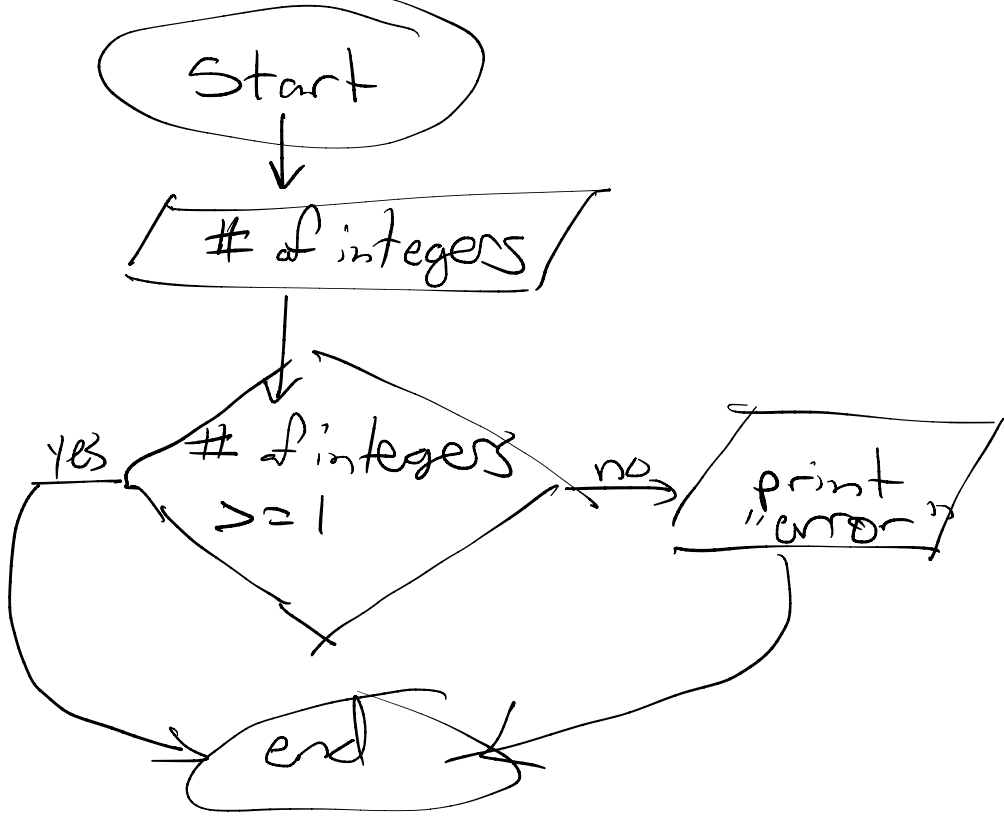 Start
# of integers
yes
# of integers
>= 1
no
print
"error"
end